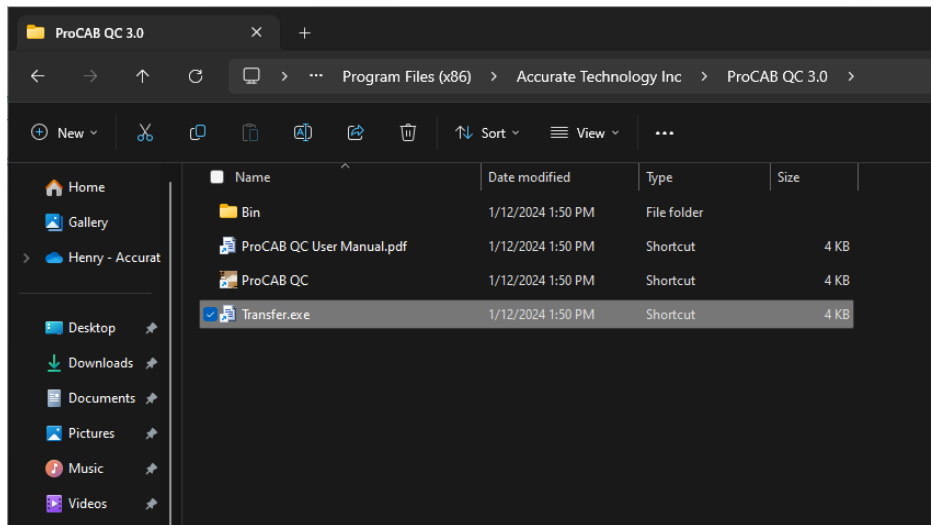 ProCAB QC 3.0
... Program Files (x86) > Accurate Technology Inc > ProCAB QC 3.0 >
New Sort View ...
Name Date modified Type Size
Home
Gallery
Henry - Accurat
Desktop
Downloads
Documents
Pictures
Music
Videos
Bin 1/12/2024 1:50 PM File folder
ProCAB QC User Manual.pdf 1/12/2024 1:50 PM Shortcut 4 KB
ProCAB QC 1/12/2024 1:50 PM Shortcut 4 KB
Transfer.exe 1/12/2024 1:50 PM Shortcut 4 KB